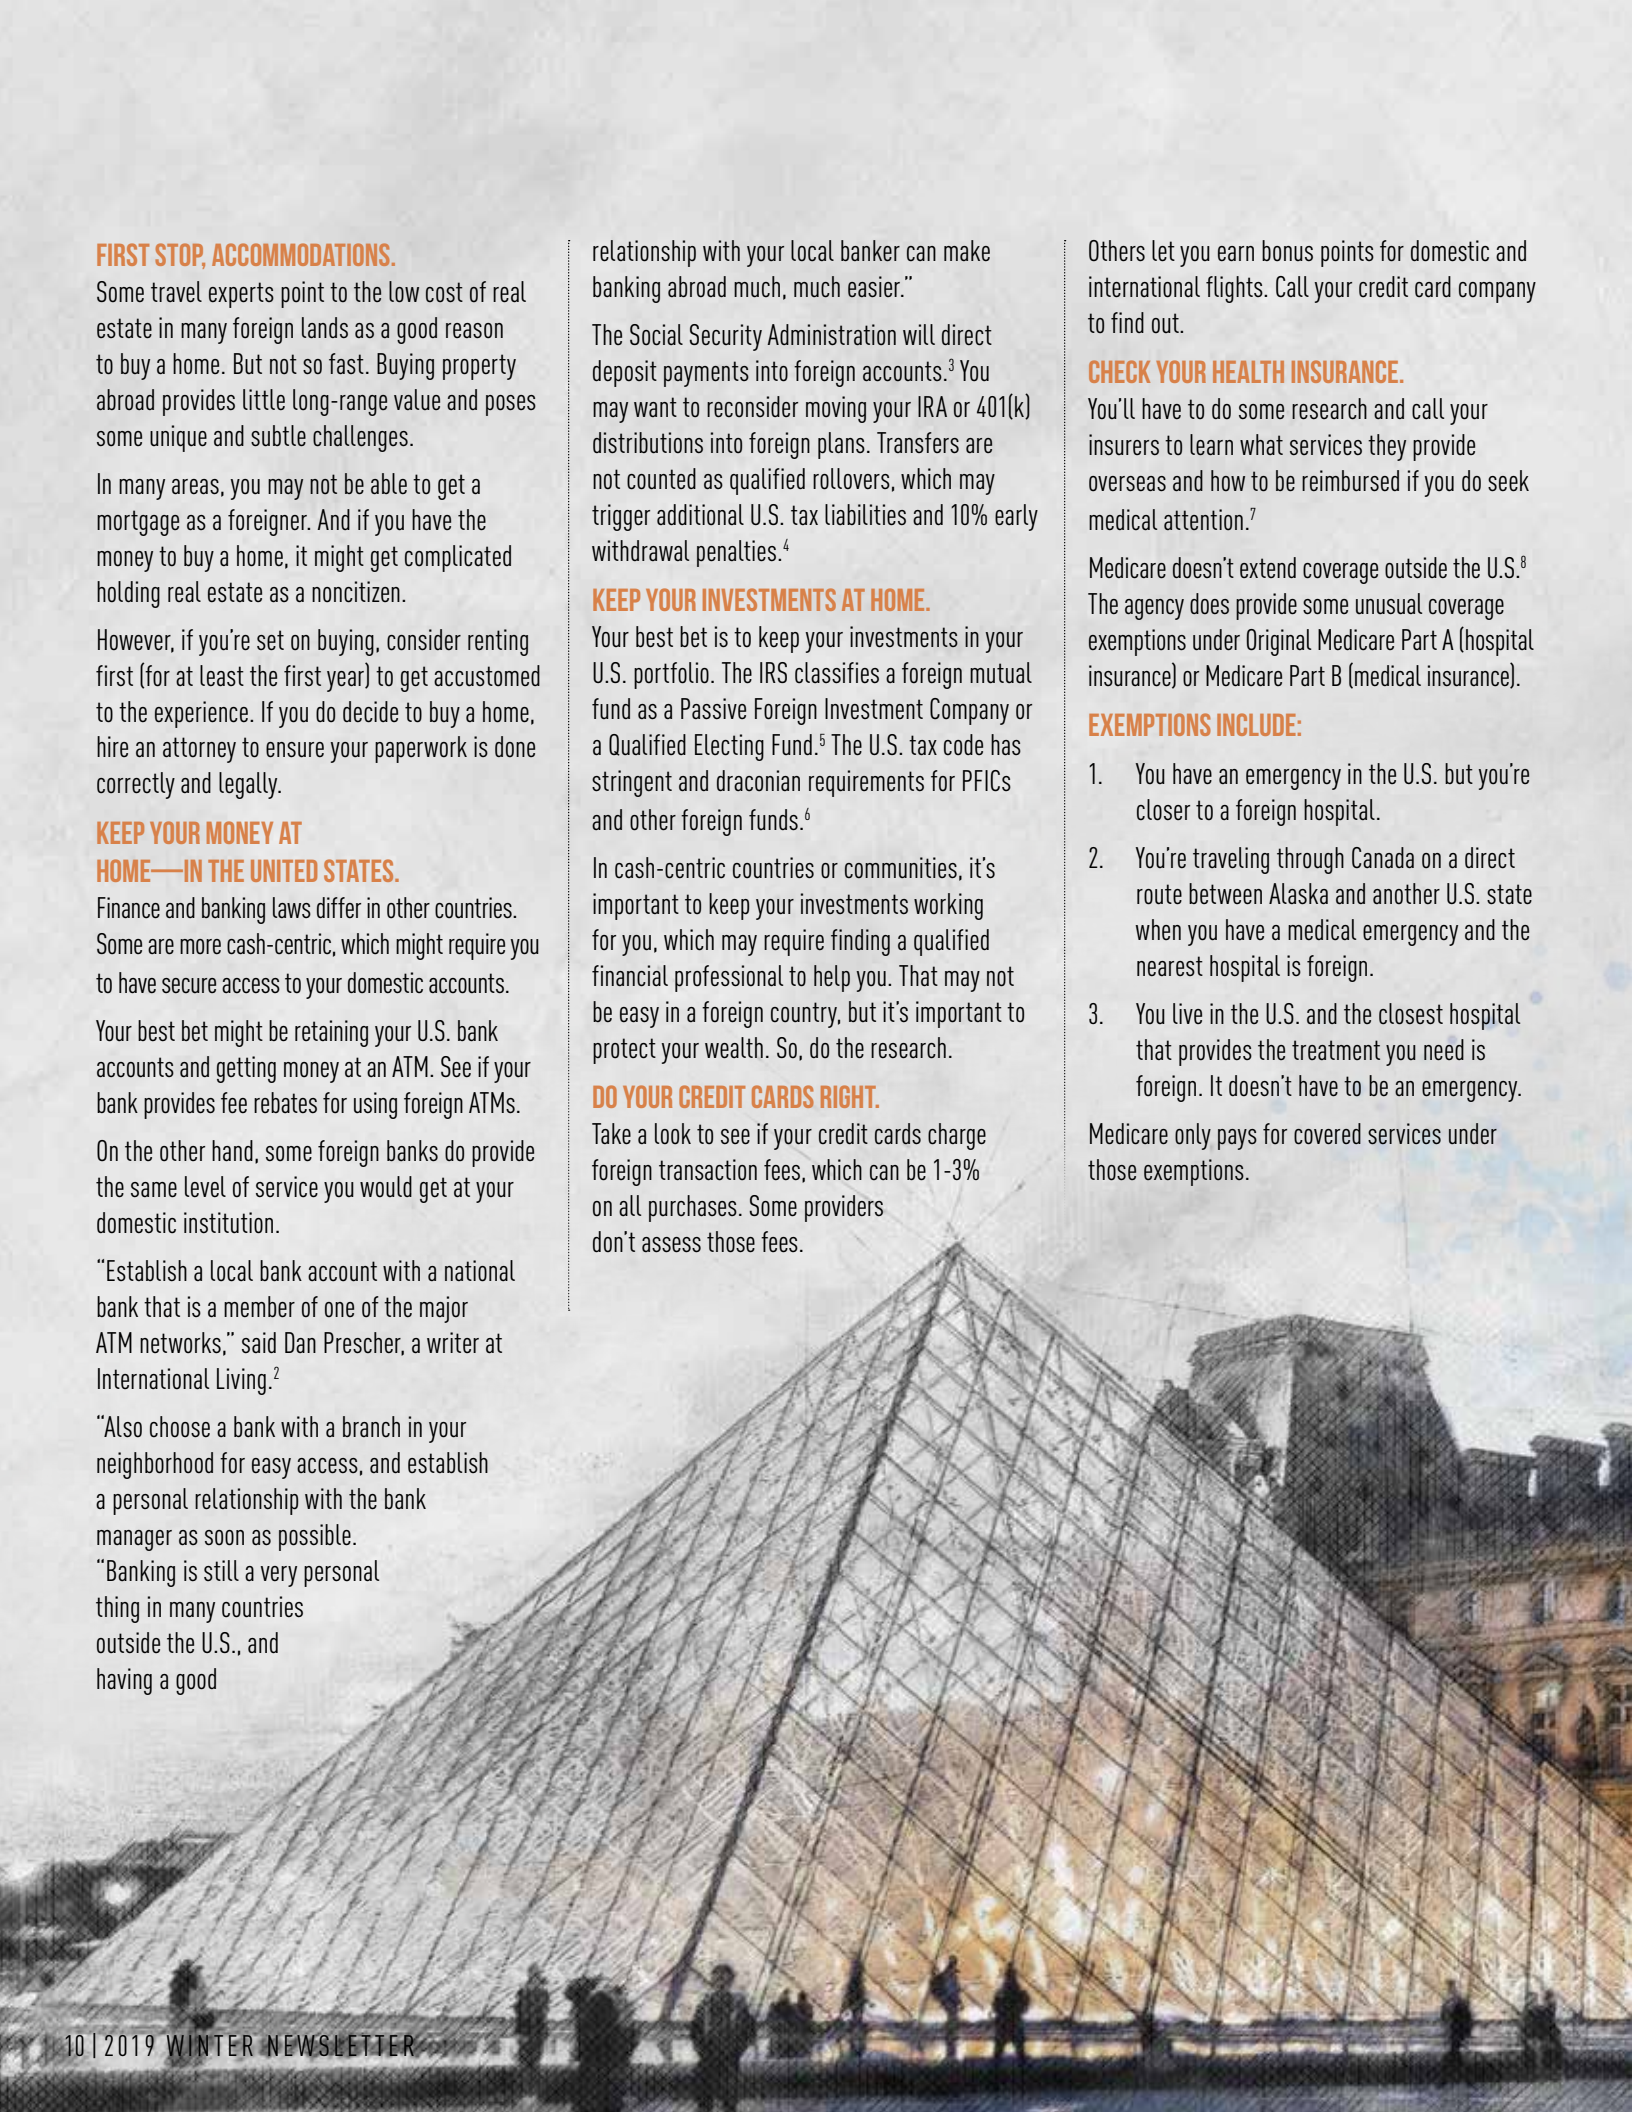 FIRST STOP, ACCOMMODATIONS.
Some travel experts point to the low cost of real
estate in many foreign lands as a good reason
to buy a home. But not so fast. Buying property
abroad provides little long-range value and poses
some unique and subtle challenges.
In many areas, you may not be able to get a
mortgage as a foreigner. And if you have the
money to buy a home, it might get complicated
holding real estate as a noncitizen.
However, if you’re set on buying, consider renting
first (for at least the first year) to get accustomed
to the experience. If you do decide to buy a home,
hire an attorney to ensure your paperwork is done
correctly and legally.
KEEP YOUR MONEY AT
HOME—IN THE UNITED STATES.
Finance and banking laws differ in other countries.
Some are more cash-centric, which might require you
to have secure access to your domestic accounts.
Your best bet might be retaining your U.S. bank
accounts and getting money at an ATM. See if your
bank provides fee rebates for using foreign ATMs.
On the other hand, some foreign banks do provide
the same level of service you would get at your
domestic institution.
“Establish a local bank account with a national
bank that is a member of one of the major
ATM networks,” said Dan Prescher, a writer at
International Living.2
“Also choose a bank with a branch in your
neighborhood for easy access, and establish
a personal relationship with the bank
manager as soon as possible.
“Banking is still a very personal
thing in many countries
outside the U.S., and
having a good
relationship with your local banker can make
banking abroad much, much easier.”
The Social Security Administration will direct
deposit payments into foreign accounts.3 You
may want to reconsider moving your IRA or 401(k)
distributions into foreign plans. Transfers are
not counted as qualified rollovers, which may
trigger additional U.S. tax liabilities and 10% early
withdrawal penalties.4
KEEP YOUR INVESTMENTS AT HOME.
Your best bet is to keep your investments in your
U.S. portfolio. The IRS classifies a foreign mutual
fund as a Passive Foreign Investment Company or
a Qualified Electing Fund.5 The U.S. tax code has
stringent and draconian requirements for PFICs
and other foreign funds.6
In cash-centric countries or communities, it’s
important to keep your investments working
for you, which may require finding a qualified
financial professional to help you. That may not
be easy in a foreign country, but it’s important to
protect your wealth. So, do the research.
DO YOUR CREDIT CARDS RIGHT.
Take a look to see if your credit cards charge
foreign transaction fees, which can be 1-3%
on all purchases. Some providers
don’t assess those fees.
Others let you earn bonus points for domestic and
international flights. Call your credit card company
to find out.
CHECK YOUR HEALTH INSURANCE.
You’ll have to do some research and call your
insurers to learn what services they provide
overseas and how to be reimbursed if you do seek
medical attention.7
Medicare doesn’t extend coverage outside the U.S.8
The agency does provide some unusual coverage
exemptions under Original Medicare Part A (hospital
insurance) or Medicare Part B (medical insurance).
EXEMPTIONS INCLUDE:
1. You have an emergency in the U.S. but you’re
closer to a foreign hospital.
2. You’re traveling through Canada on a direct
route between Alaska and another U.S. state
when you have a medical emergency and the
nearest hospital is foreign.
3. You live in the U.S. and the closest hospital
that provides the treatment you need is
foreign. It doesn’t have to be an emergency.
Medicare only pays for covered services under
those exemptions.
10 | 2019 WINTER NEWSLETTER